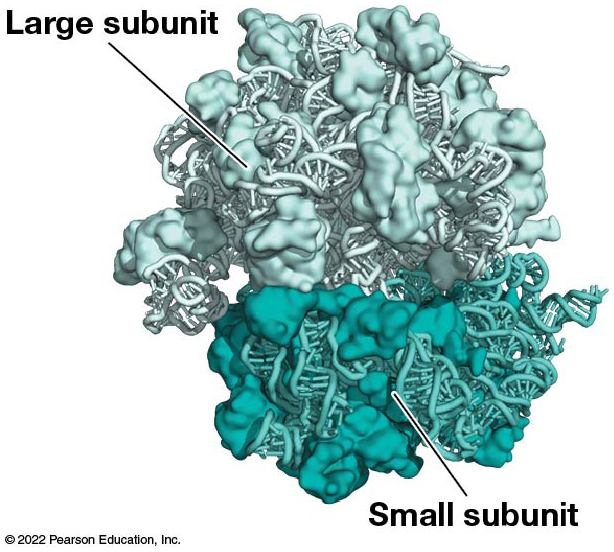 Large subunit
Small subunit
© 2022 Pearson Education, Inc.